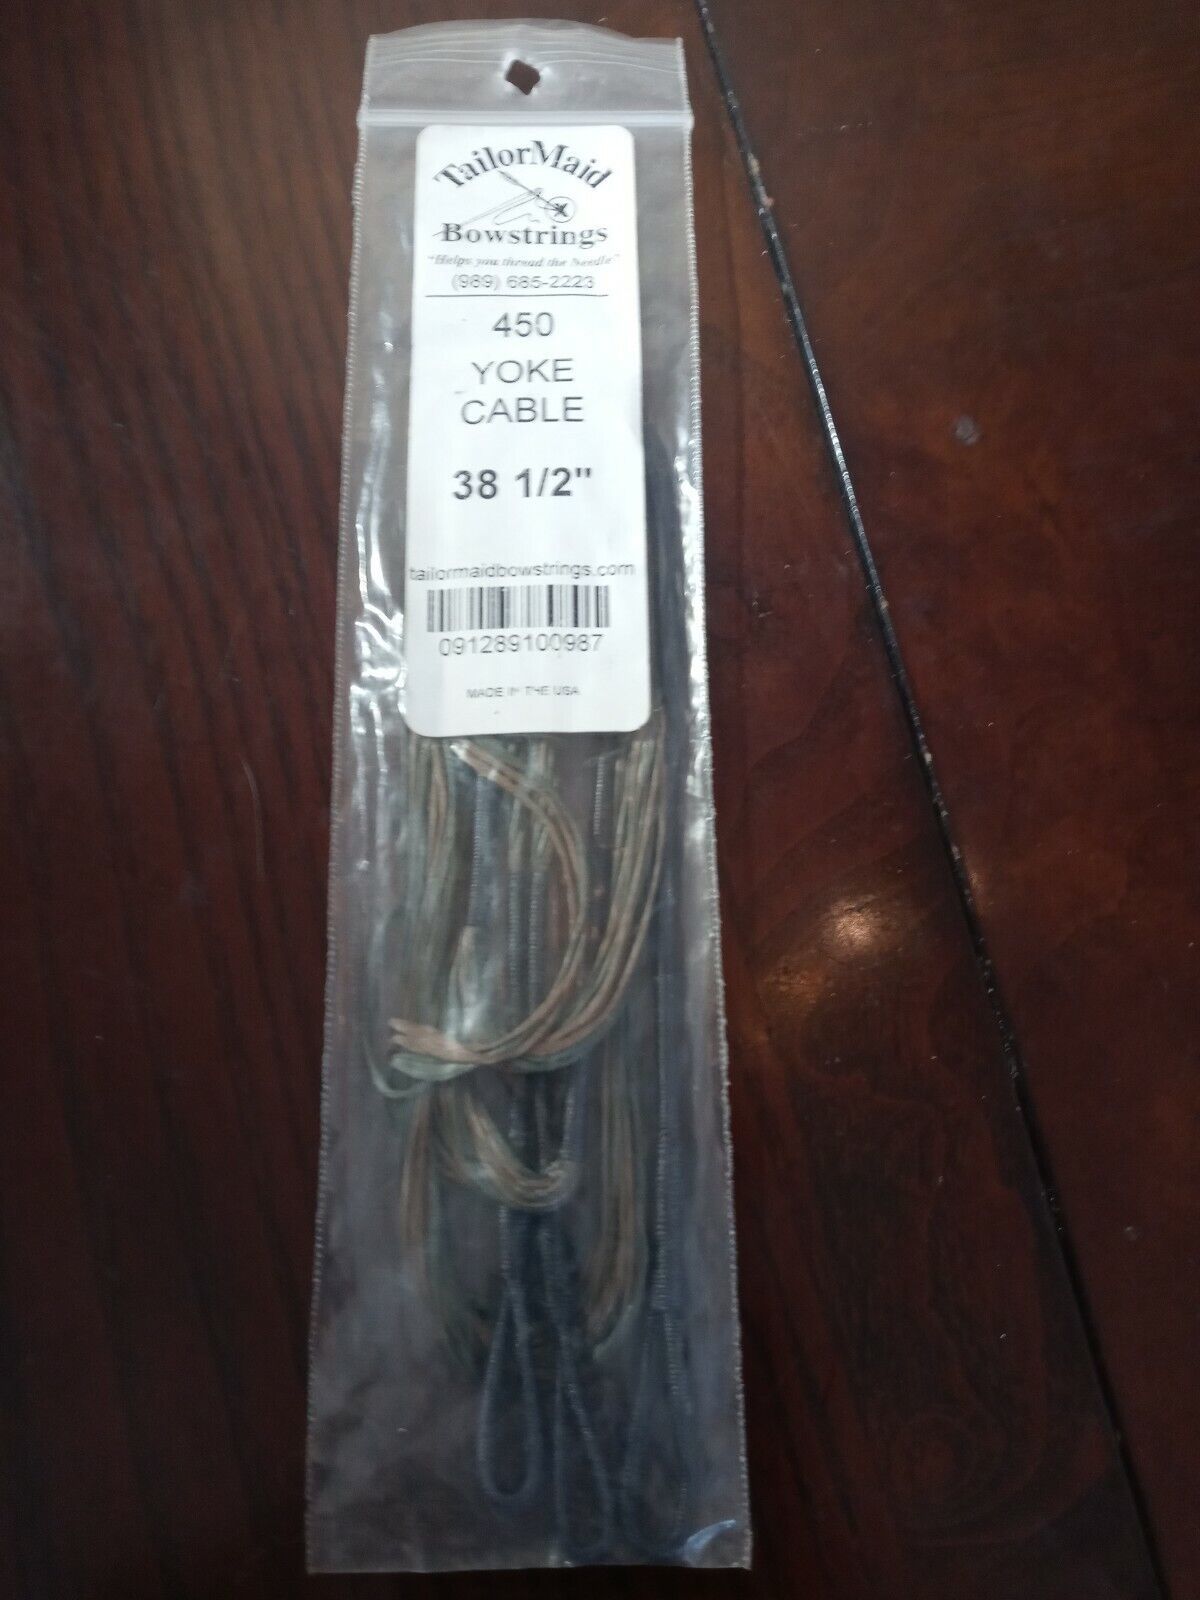 TailorMaid
Bowstrings
"Helps you thread the Needle"
(989) 685-2223
450
YOKE
CABLE
38 1/2"
tailormaidbowstrings.com
091289100987
MADE IN THE USA